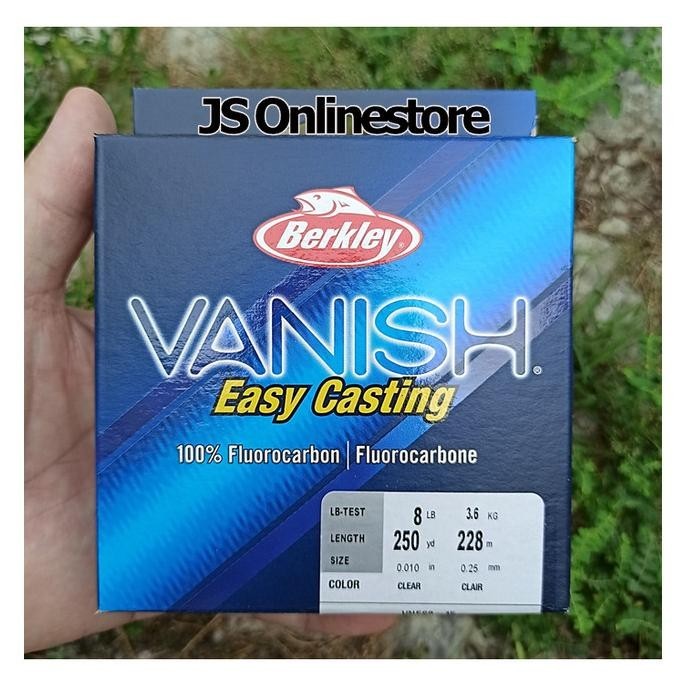 JS Onlinestore
Berkley®
VANISH®
Easy Casting
100% Fluorocarbon | Fluorocarbone
LB-TEST 8 LB 3.6 KG
LENGTH 250 yd 228 m
SIZE 0.010 in 0.25 mm
COLOR CLEAR CLAIR